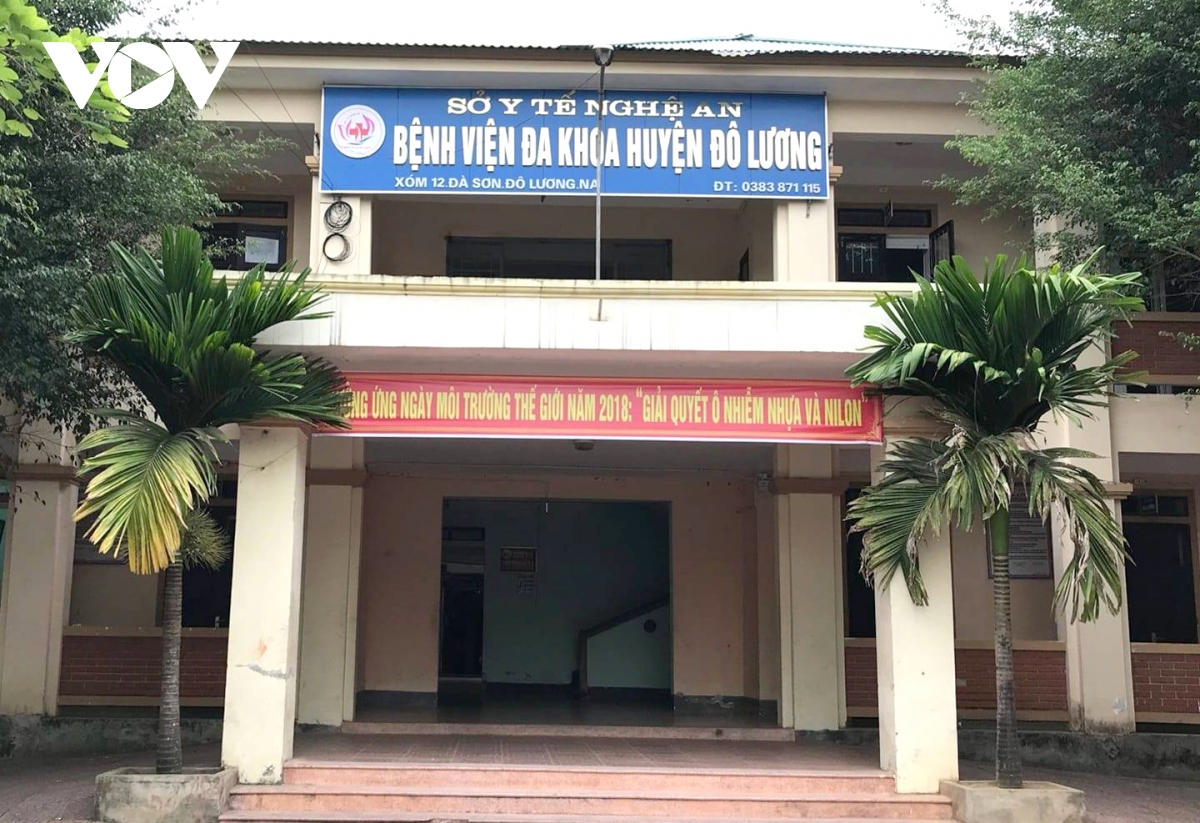 VOV
SỞ Y TẾ NGHỆ AN
BỆNH VIỆN ĐA KHOA HUYỆN ĐÔ LƯƠNG
XÓM 12.ĐÀ SƠN.ĐÔ LƯƠNG.NA
ĐT: 0383 871 115
ỨNG NGÀY MÔI TRƯỜNG THẾ GIỚI NĂM 2018: "GIẢI QUYẾT Ô NHIỄM NHỰA VÀ NILON"